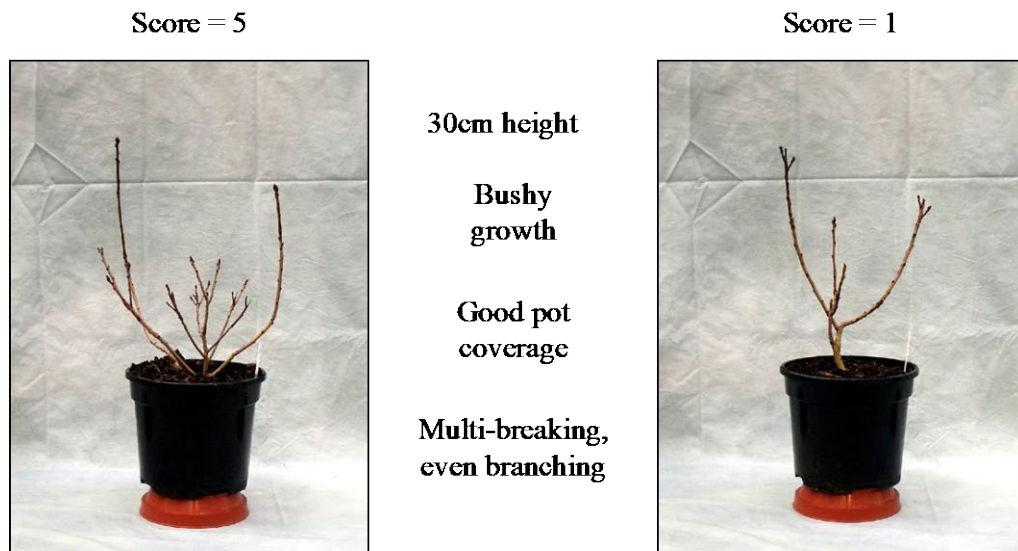 Score = 5
Score = 1
30cm height
Bushy
growth
Good pot
coverage
Multi-breaking,
even branching